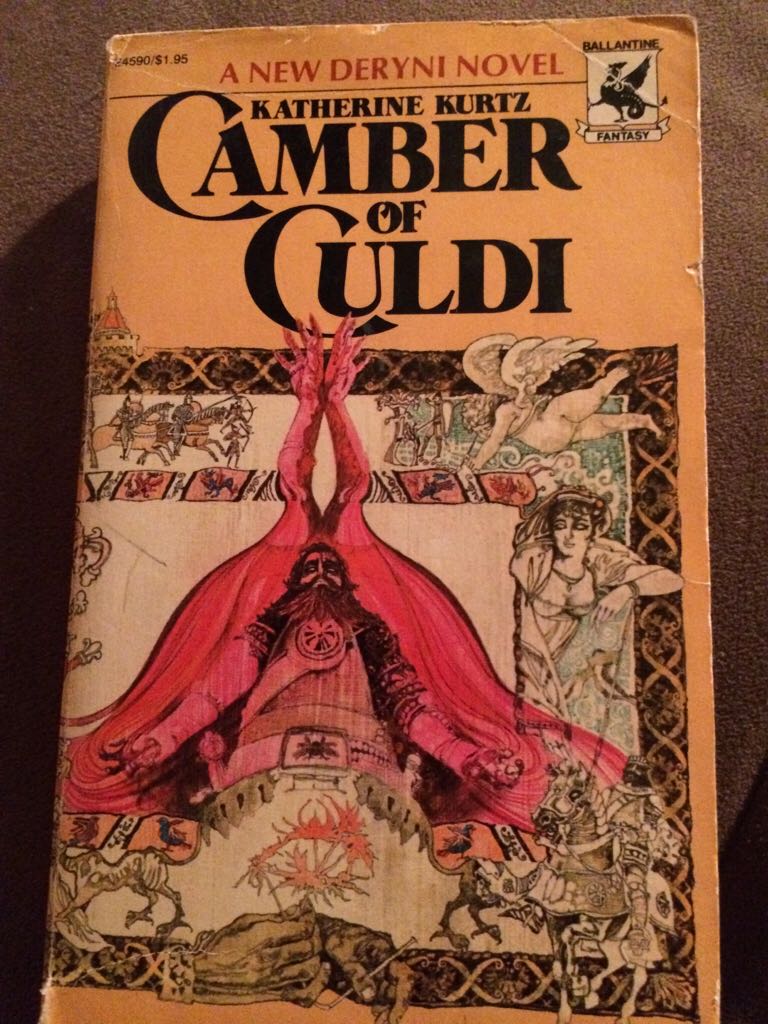 24590/$1.95
A NEW DERYNI NOVEL
BALLANTINE
FANTASY
KATHERINE KURTZ
CAMBER
OF
CULDI